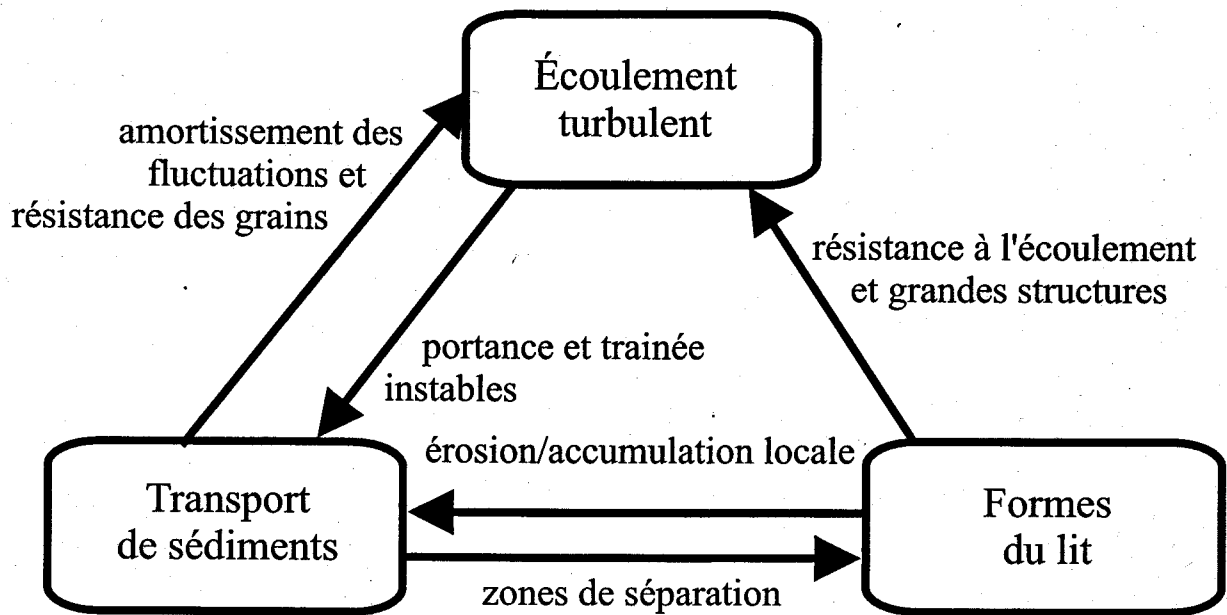 Écoulement
turbulent
amortissement des
fluctuations et
résistance des grains
résistance à l'écoulement
et grandes structures
portance et trainée
instables
érosion/accumulation locale
Transport
de sédiments
Formes
du lit
zones de séparation